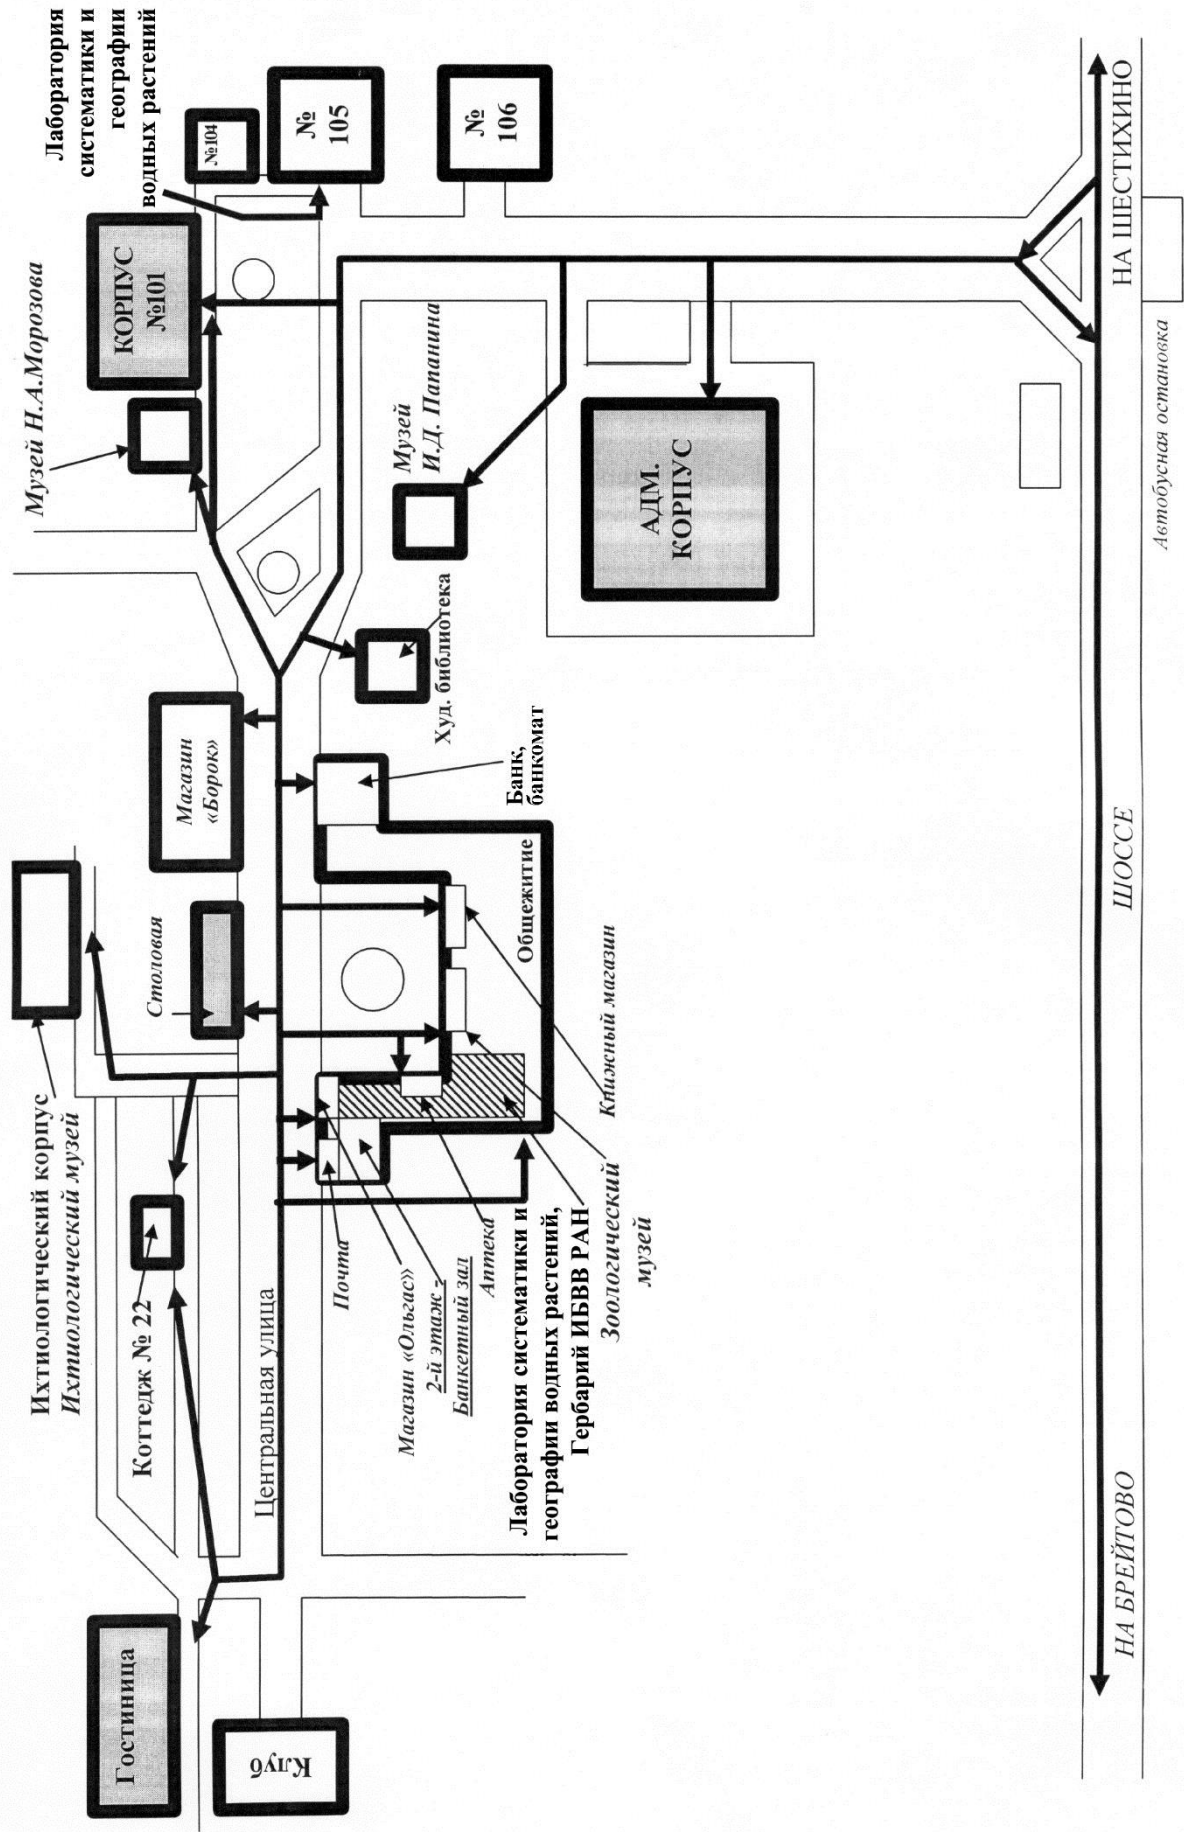 Лаборатория
систематики и
географии
водных растений
№104
№
105
№
106
КОРПУС
№101
Музей Н.А.Морозова
Музей
И.Д. Папанина
АДМ.
КОРПУС
НА ШЕСТИХИНО
Автобусная остановка
Худ. библиотека
Магазин
«Борок»
Банк,
банкомат
Столовая
Общежитие
Книжный магазин
Ихтиологический корпус
Ихтиологический музей
Коттедж № 22
Центральная улица
Почта
Магазин «Ольгас»
2-й этаж -
Банкетный зал
Аптека
Лаборатория систематики и
географии водных растений,
Гербарий ИБВВ РАН
Зоологический
музей
ШОССЕ
НА БРЕЙТОВО
Гостиница
Клуб